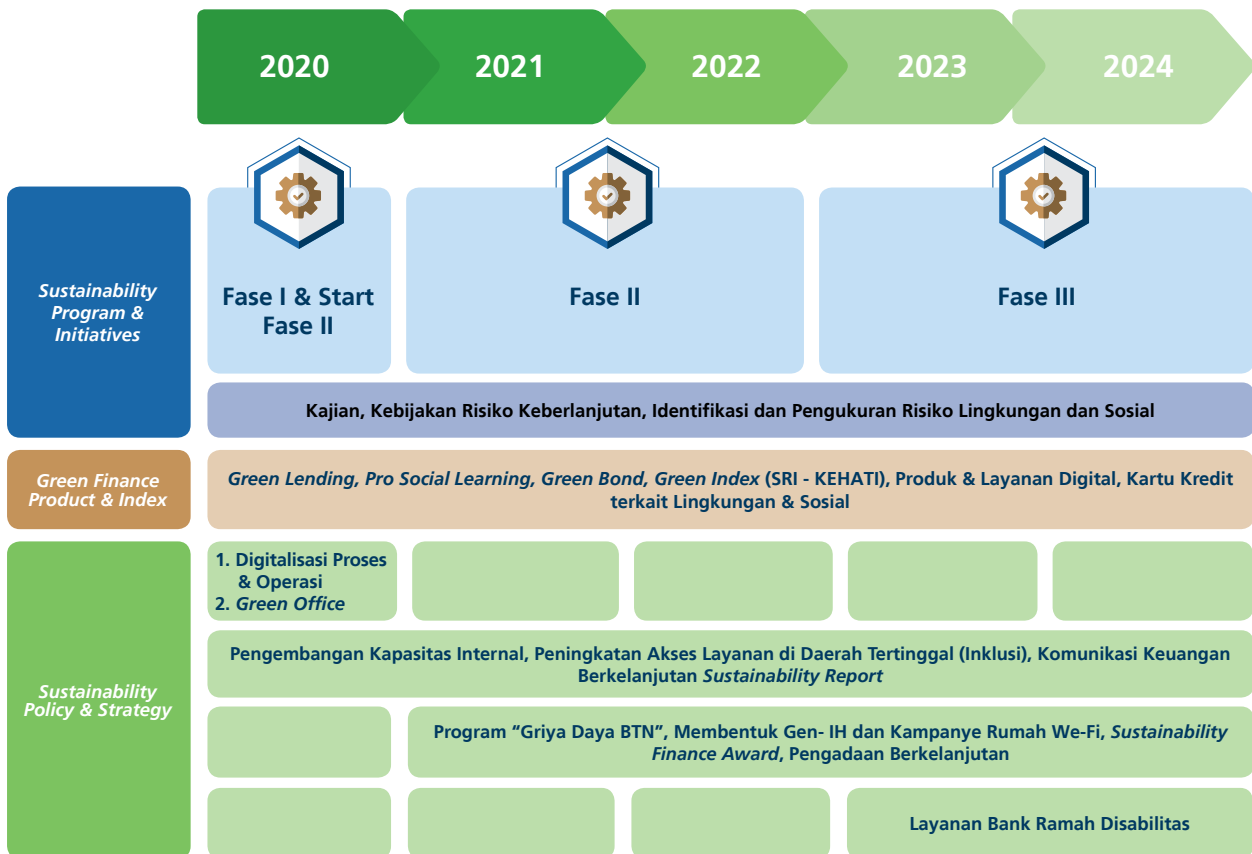 2020
2021
2022
2023
2024
Sustainability
Program &
Initiatives
Fase I & Start
Fase II
Fase II
Fase III
Kajian, Kebijakan Risiko Keberlanjutan, Identifikasi dan Pengukuran Risiko Lingkungan dan Sosial
Green Finance
Product & Index
Green Lending, Pro Social Learning, Green Bond, Green Index (SRI - KEHATI), Produk & Layanan Digital, Kartu Kredit
terkait Lingkungan & Sosial
Sustainability
Policy & Strategy
1. Digitalisasi Proses
& Operasi
2. Green Office
Pengembangan Kapasitas Internal, Peningkatan Akses Layanan di Daerah Tertinggal (Inklusi), Komunikasi Keuangan
Berkelanjutan Sustainability Report
Program “Griya Daya BTN”, Membentuk Gen- IH dan Kampanye Rumah We-Fi, Sustainability
Finance Award, Pengadaan Berkelanjutan
Layanan Bank Ramah Disabilitas